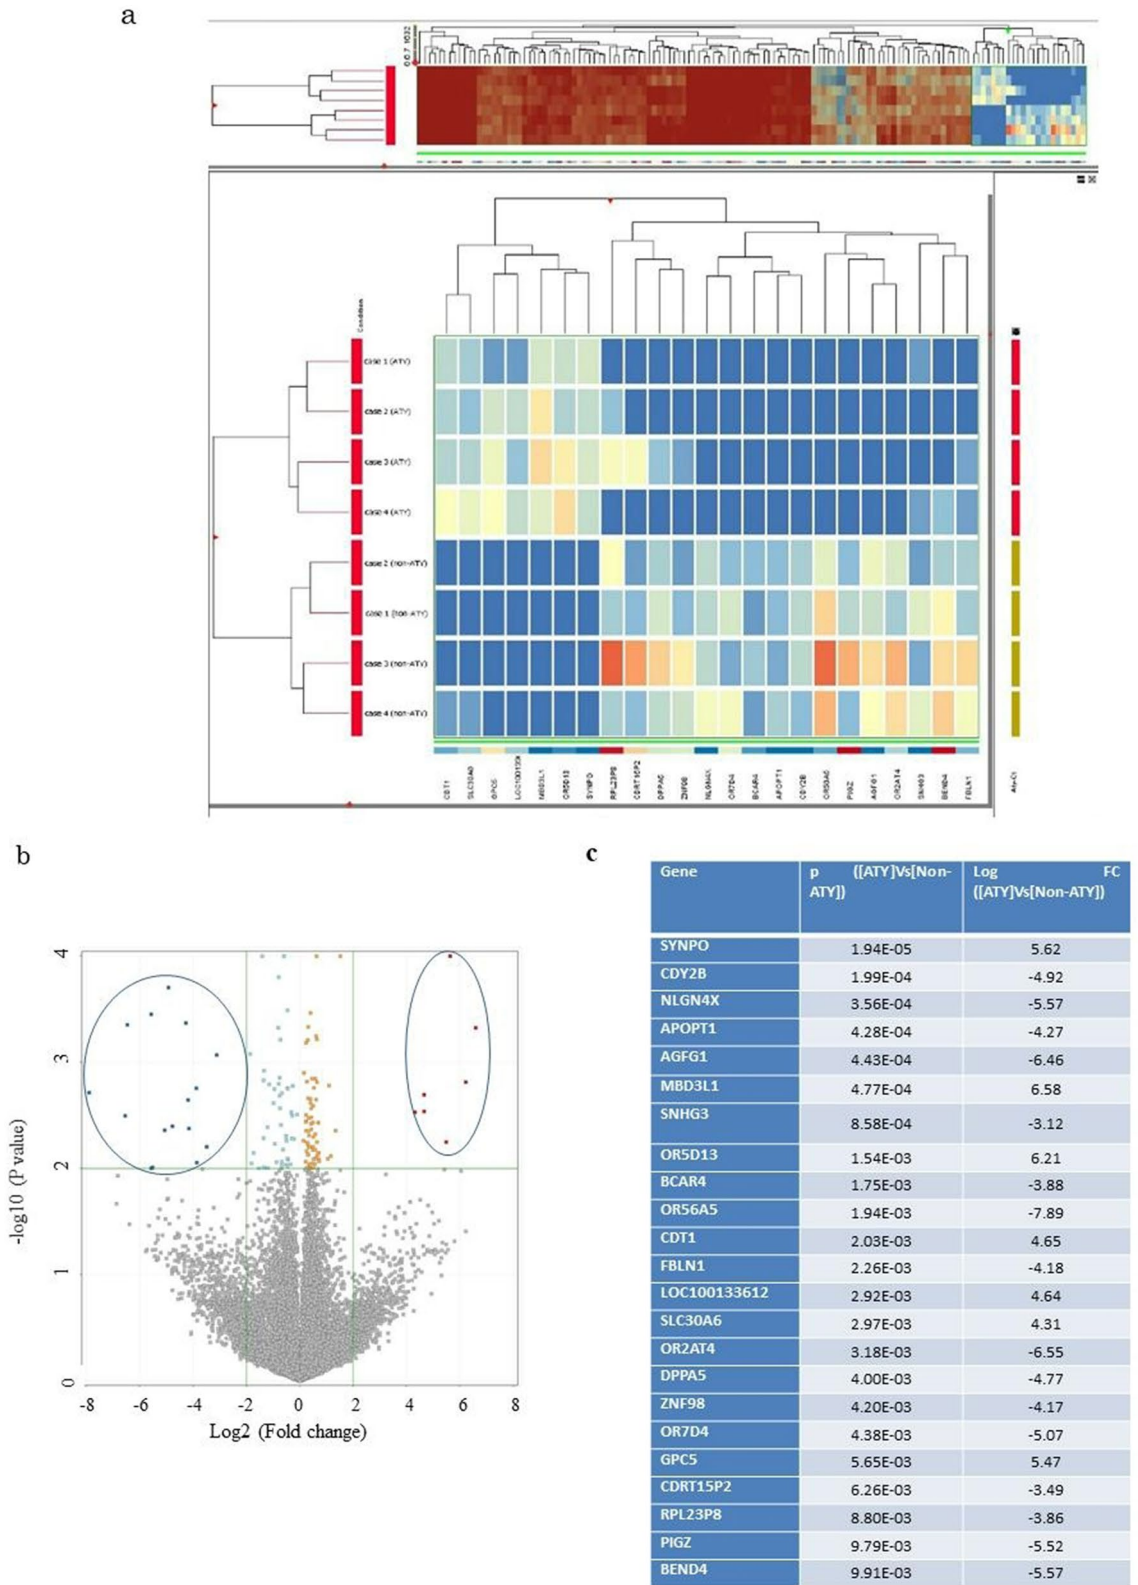 a
Condition
case 1 (ATY)
case 2 (ATY)
case 3 (ATY)
case 4 (ATY)
case 2 (non-ATY)
case 1 (non-ATY)
case 3 (non-ATY)
case 4 (non-ATY)
CDT1
SLC30A6
GPC5
MBD3L1
OR5D13
SYNPO
RPL23P8
CDRT15P2
DPPA5
ZNF98
NLGN4X
OR7D4
BCAR4
APOPT1
CDY2B
OR56A5
PIGZ
AGFG1
OR2AT4
SNHG3
BEND4
FBLN1
b
4
3
2
1
0
-log10 (P value)
-8 -6 -4 -2 0 2 4 6 8
Log2 (Fold change)
c
Gene p ([ATY]Vs[Non- Log FC
ATY]) ([ATY]Vs[Non-ATY])
SYNPO 1.94E-05 5.62
CDY2B 1.99E-04 -4.92
NLGN4X 3.56E-04 -5.57
APOPT1 4.28E-04 -4.27
AGFG1 4.43E-04 -6.46
MBD3L1 4.77E-04 6.58
SNHG3 8.58E-04 -3.12
OR5D13 1.54E-03 6.21
BCAR4 1.75E-03 -3.88
OR56A5 1.94E-03 -7.89
CDT1 2.03E-03 4.65
FBLN1 2.26E-03 -4.18
LOC100133612 2.92E-03 4.64
SLC30A6 2.97E-03 4.31
OR2AT4 3.18E-03 -6.55
DPPA5 4.00E-03 -4.77
ZNF98 4.20E-03 -4.17
OR7D4 4.38E-03 -5.07
GPC5 5.65E-03 5.47
CDRT15P2 6.26E-03 -3.49
RPL23P8 8.80E-03 -3.86
PIGZ 9.79E-03 -5.52
BEND4 9.91E-03 -5.57